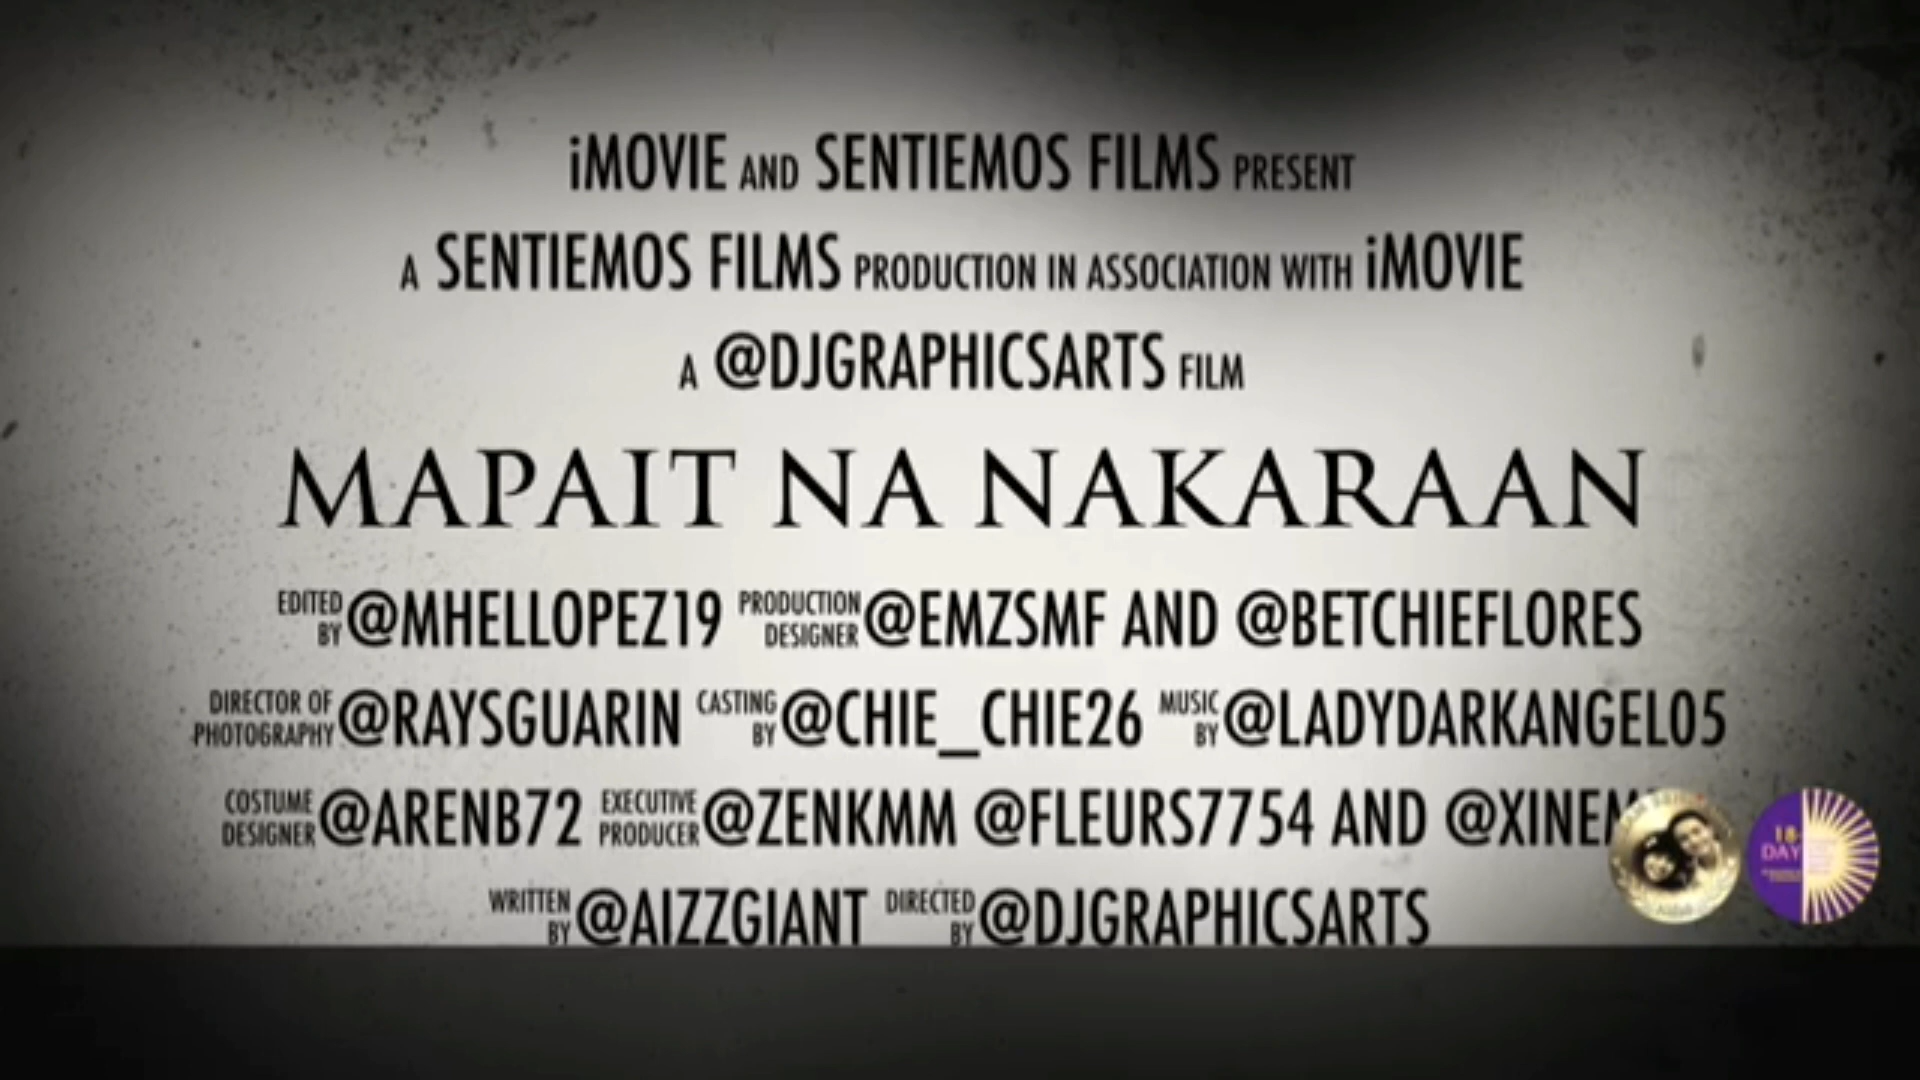 iMOVIE AND SENTIEMOS FILMS PRESENT
A SENTIEMOS FILMS PRODUCTION IN ASSOCIATION WITH iMOVIE
A @DJGRAPHICSARTS FILM
MAPAIT NA NAKARAAN
EDITED BY @MHELLOPEZ19 PRODUCTION DESIGNER @EMZSMF AND @BETCHIEFLORES
DIRECTOR OF PHOTOGRAPHY @RAYSGUARIN CASTING BY @CHIE_CHIE26 MUSIC BY @LADYDARKANGEL05
COSTUME DESIGNER @ARENB72 EXECUTIVE PRODUCER @ZENKMM @FLEURS7754 AND
WRITTEN BY @AIZZGIANT DIRECTED BY @DJGRAPHICSARTS
18-
DAY